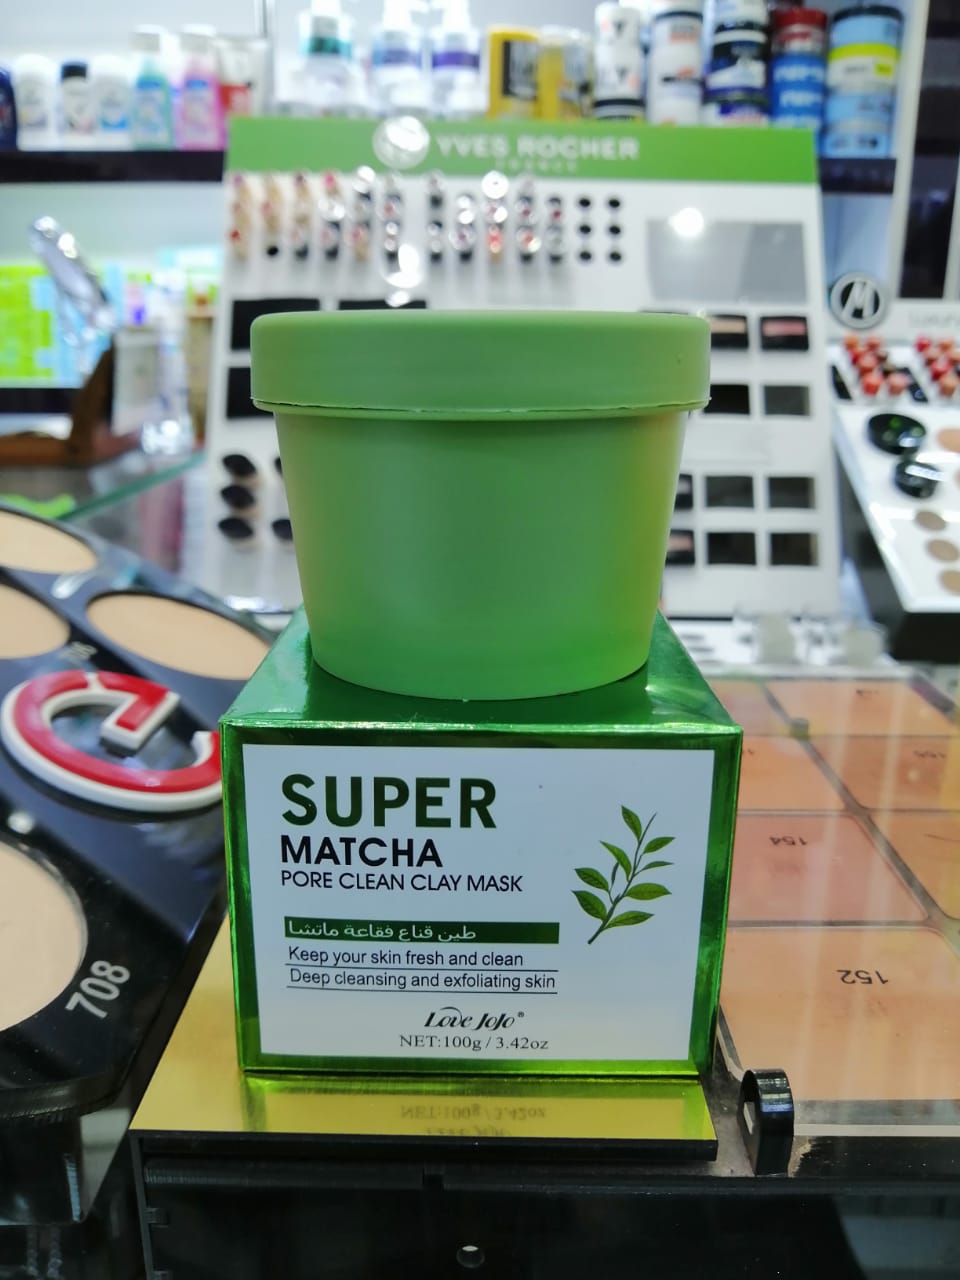 YVES ROCHER
FRANCE
M
SUPER
MATCHA
PORE CLEAN CLAY MASK
طين قناع فقاعة ماتشا
Keep your skin fresh and clean
Deep cleansing and exfoliating skin
Love JoJo®
NET:100g / 3.42oz
708
154
152